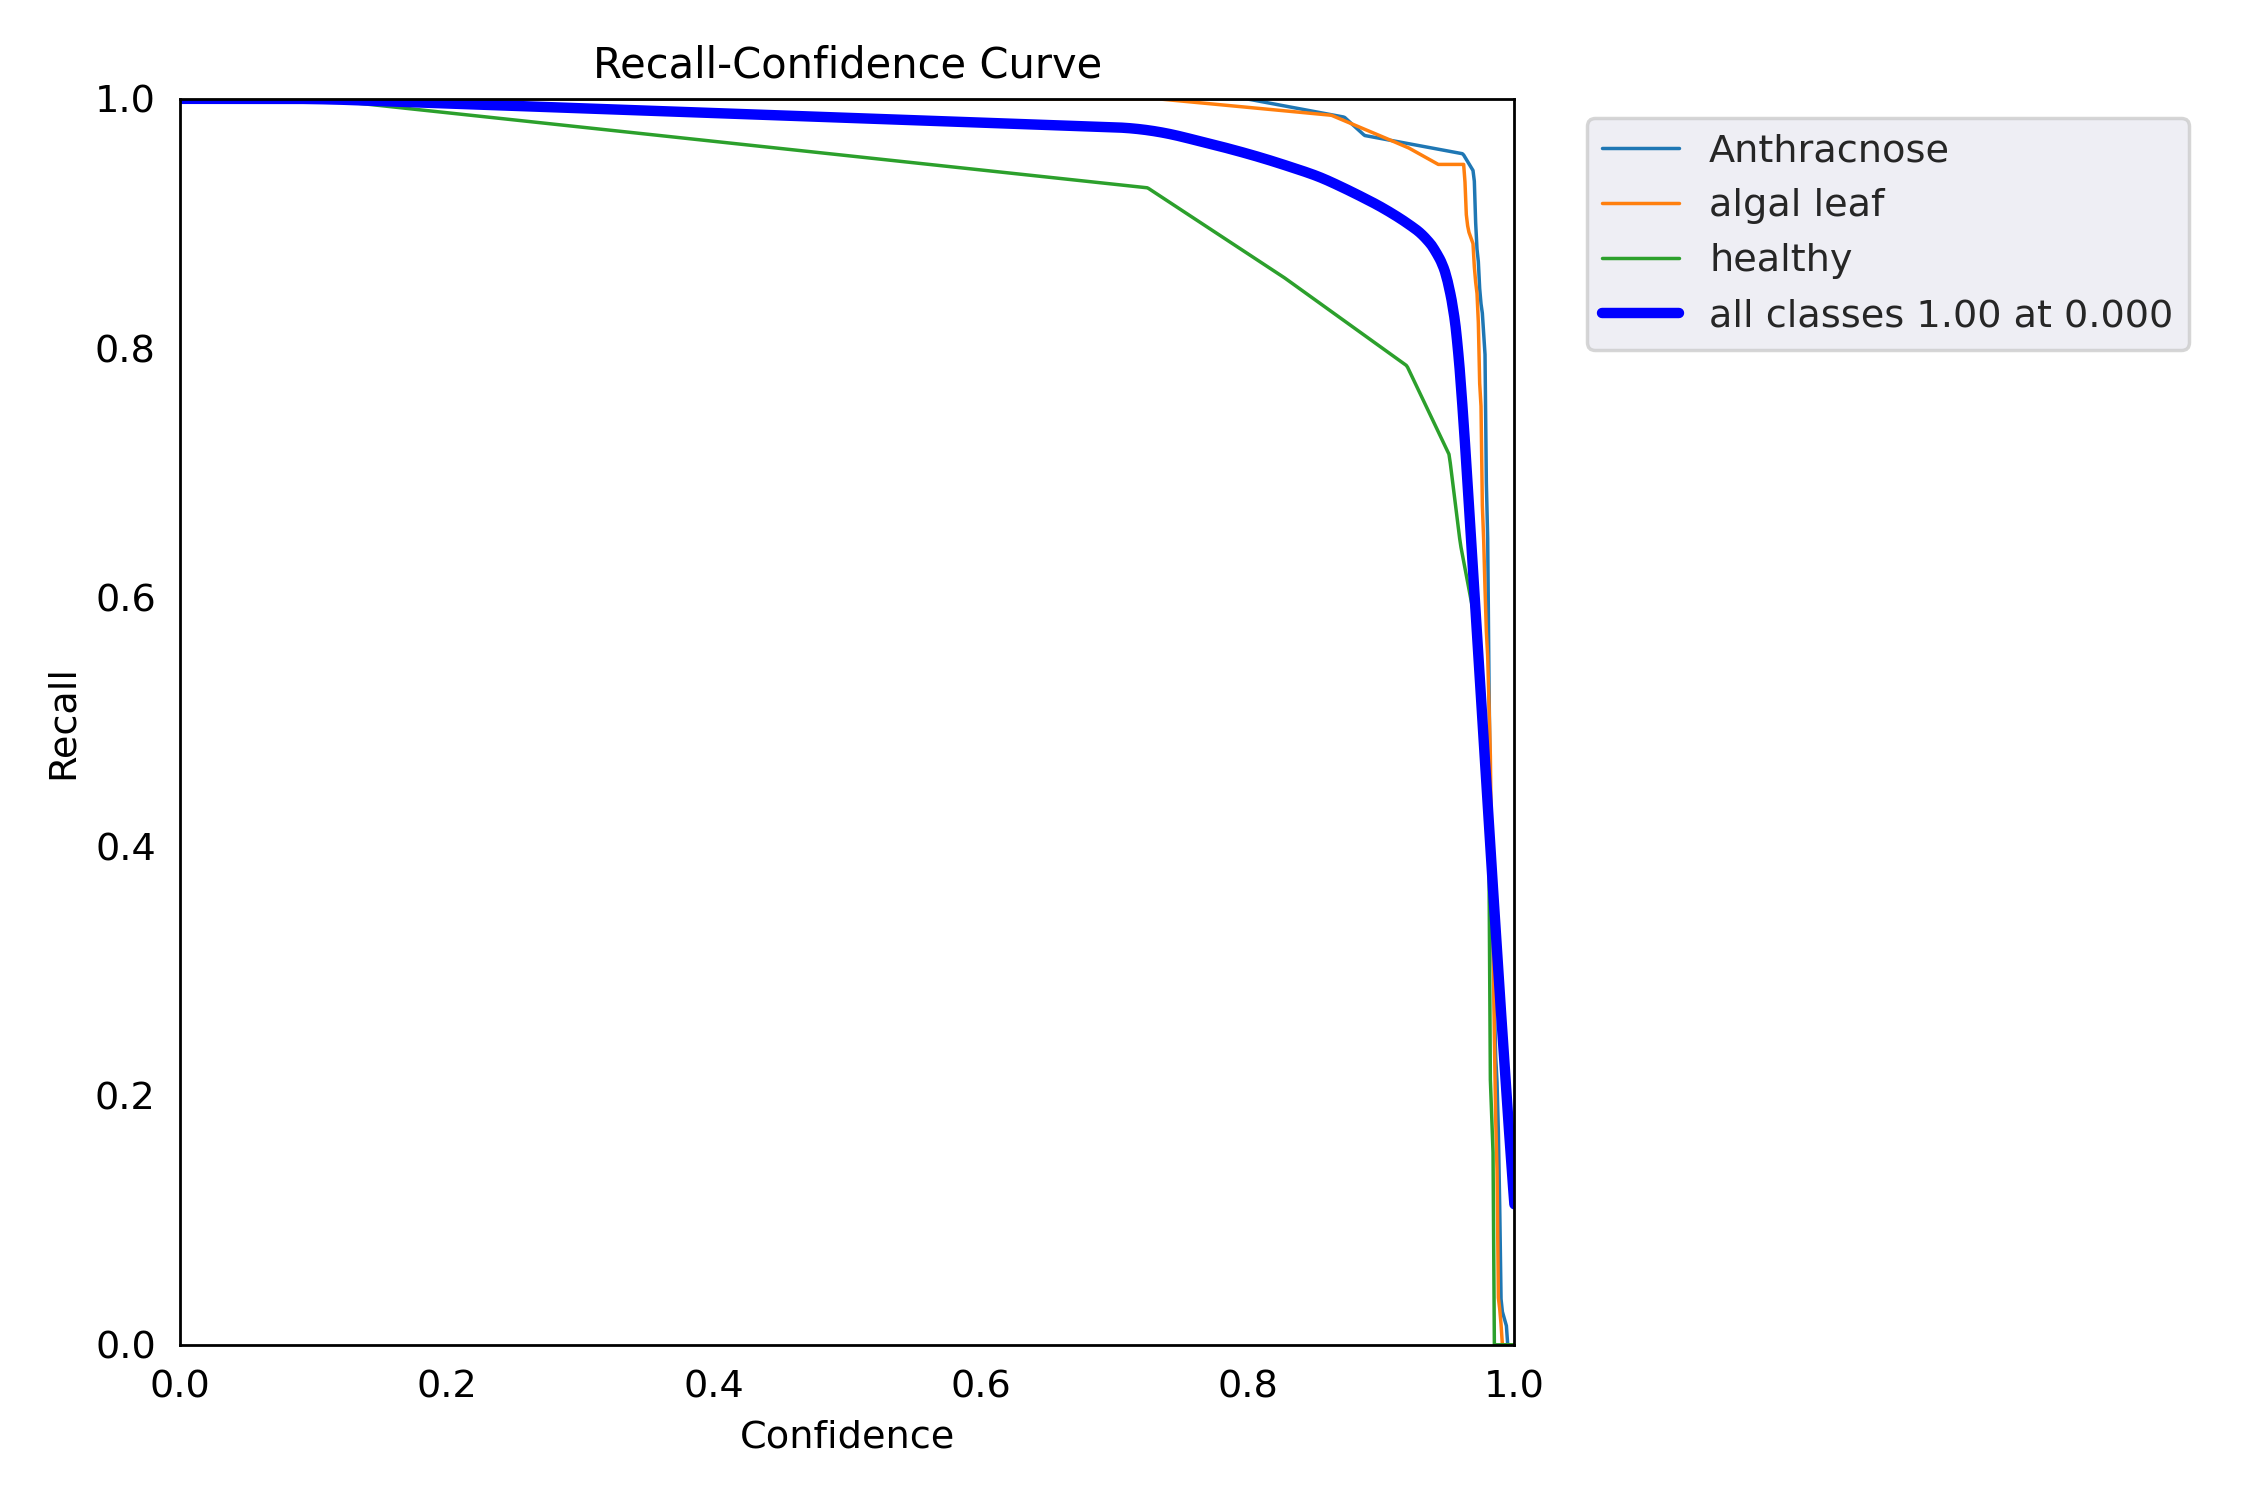 Recall-Confidence Curve
1.0
0.8
0.6
0.4
0.2
0.0
Recall
0.0 0.2 0.4 0.6 0.8 1.0
Confidence
Anthracnose
algal leaf
healthy
all classes 1.00 at 0.000